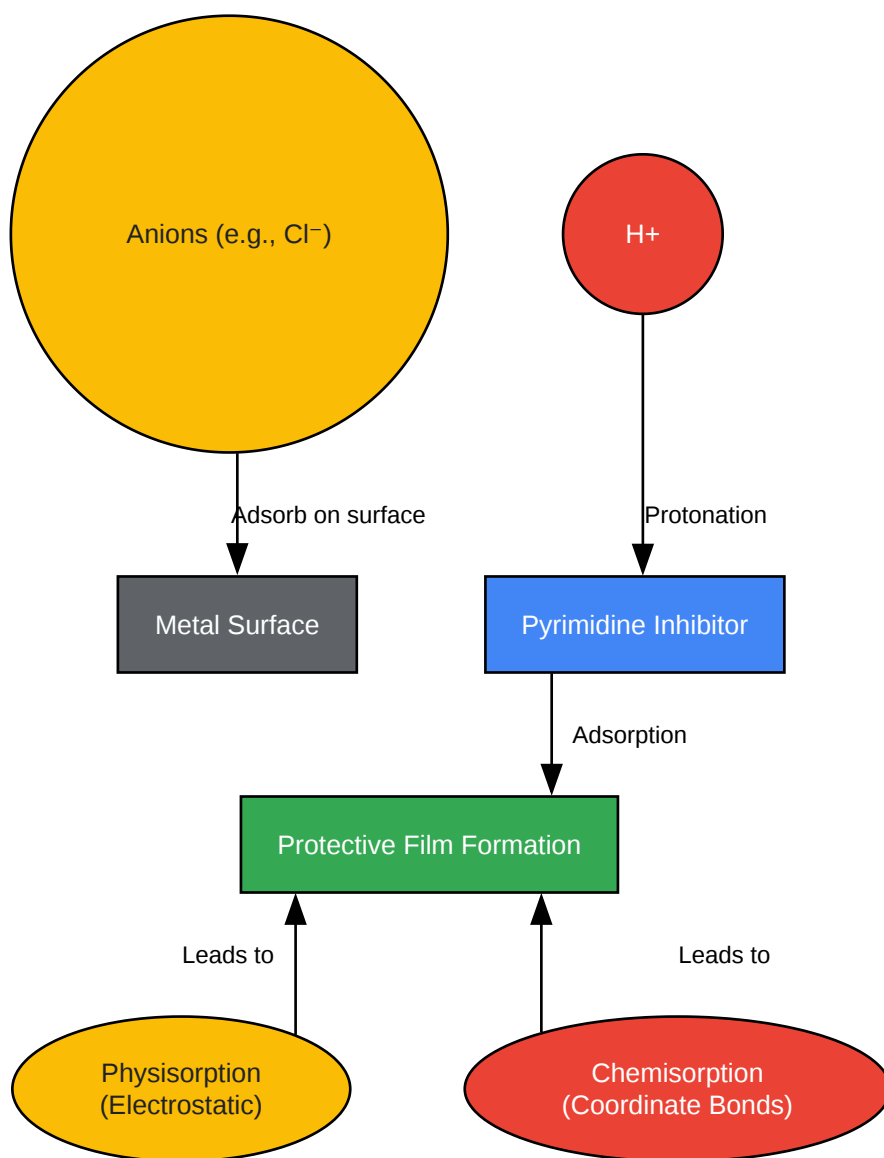 Anions (e.g., Cl⁻)
H+
Adsorb on surface
Protonation
Metal Surface
Pyrimidine Inhibitor
Adsorption
Protective Film Formation
Leads to
Leads to
Physisorption
(Electrostatic)
Chemisorption
(Coordinate Bonds)